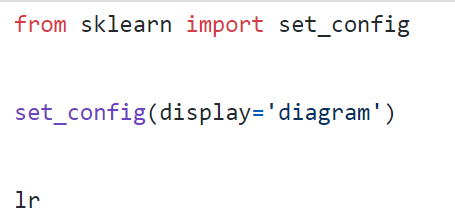 from sklearn import set_config
set_config(display='diagram')
lr